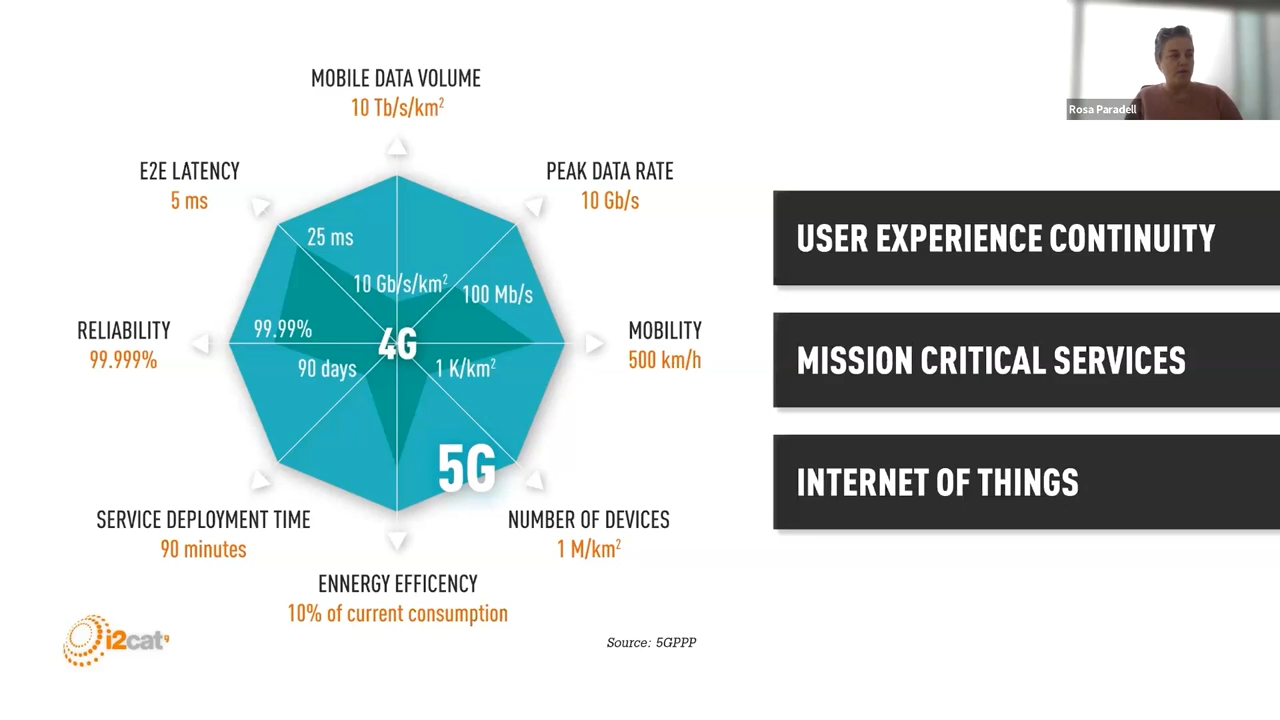 MOBILE DATA VOLUME
10 Tb/s/km²
Rosa Paradell
E2E LATENCY
5 ms
PEAK DATA RATE
10 Gb/s
25 ms
10 Gb/s/km²
100 Mb/s
RELIABILITY
99.999%
99.99%
4G
MOBILITY
500 km/h
90 days
1 K/km²
5G
SERVICE DEPLOYMENT TIME
90 minutes
NUMBER OF DEVICES
1 M/km²
ENNERGY EFFICENCY
10% of current consumption
USER EXPERIENCE CONTINUITY
MISSION CRITICAL SERVICES
INTERNET OF THINGS
i2cat
Source: 5GPPP